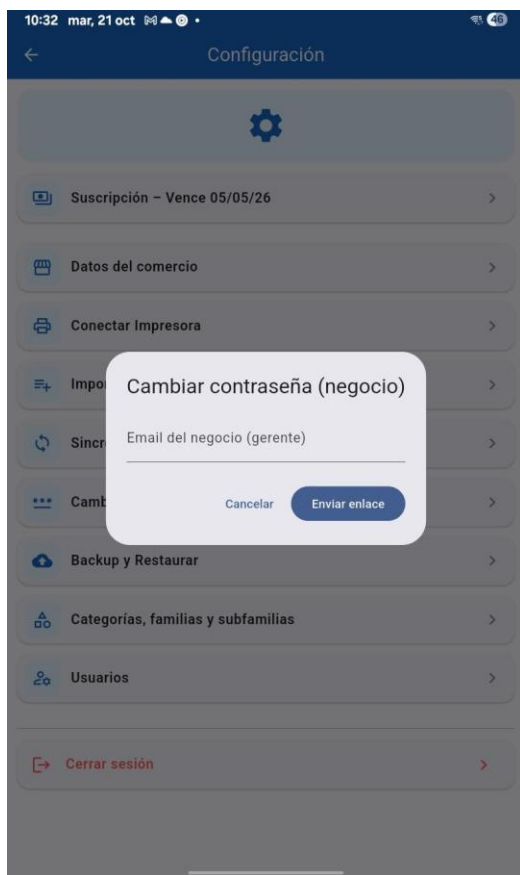 10:32 mar, 21 oct 46
Configuración
Suscripción – Vence 05/05/26
Datos del comercio
Conectar Impresora
Impo
Cambiar contraseña (negocio)
Sincr
Email del negocio (gerente)
Camb
Cancelar Enviar enlace
Backup y Restaurar
Categorías, familias y subfamilias
Usuarios
Cerrar sesión